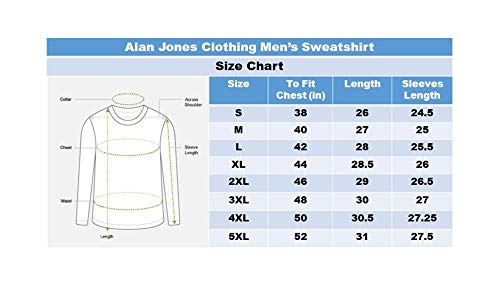 Alan Jones Clothing Men's Sweatshirt
Size Chart
Collar
Across Shoulder
Chest
Sleeve Length
Waist
Length
Size To Fit Chest (in) Length Sleeves Length
S 38 26 24.5
M 40 27 25
L 42 28 25.5
XL 44 28.5 26
2XL 46 29 26.5
3XL 48 30 27
4XL 50 30.5 27.25
5XL 52 31 27.5